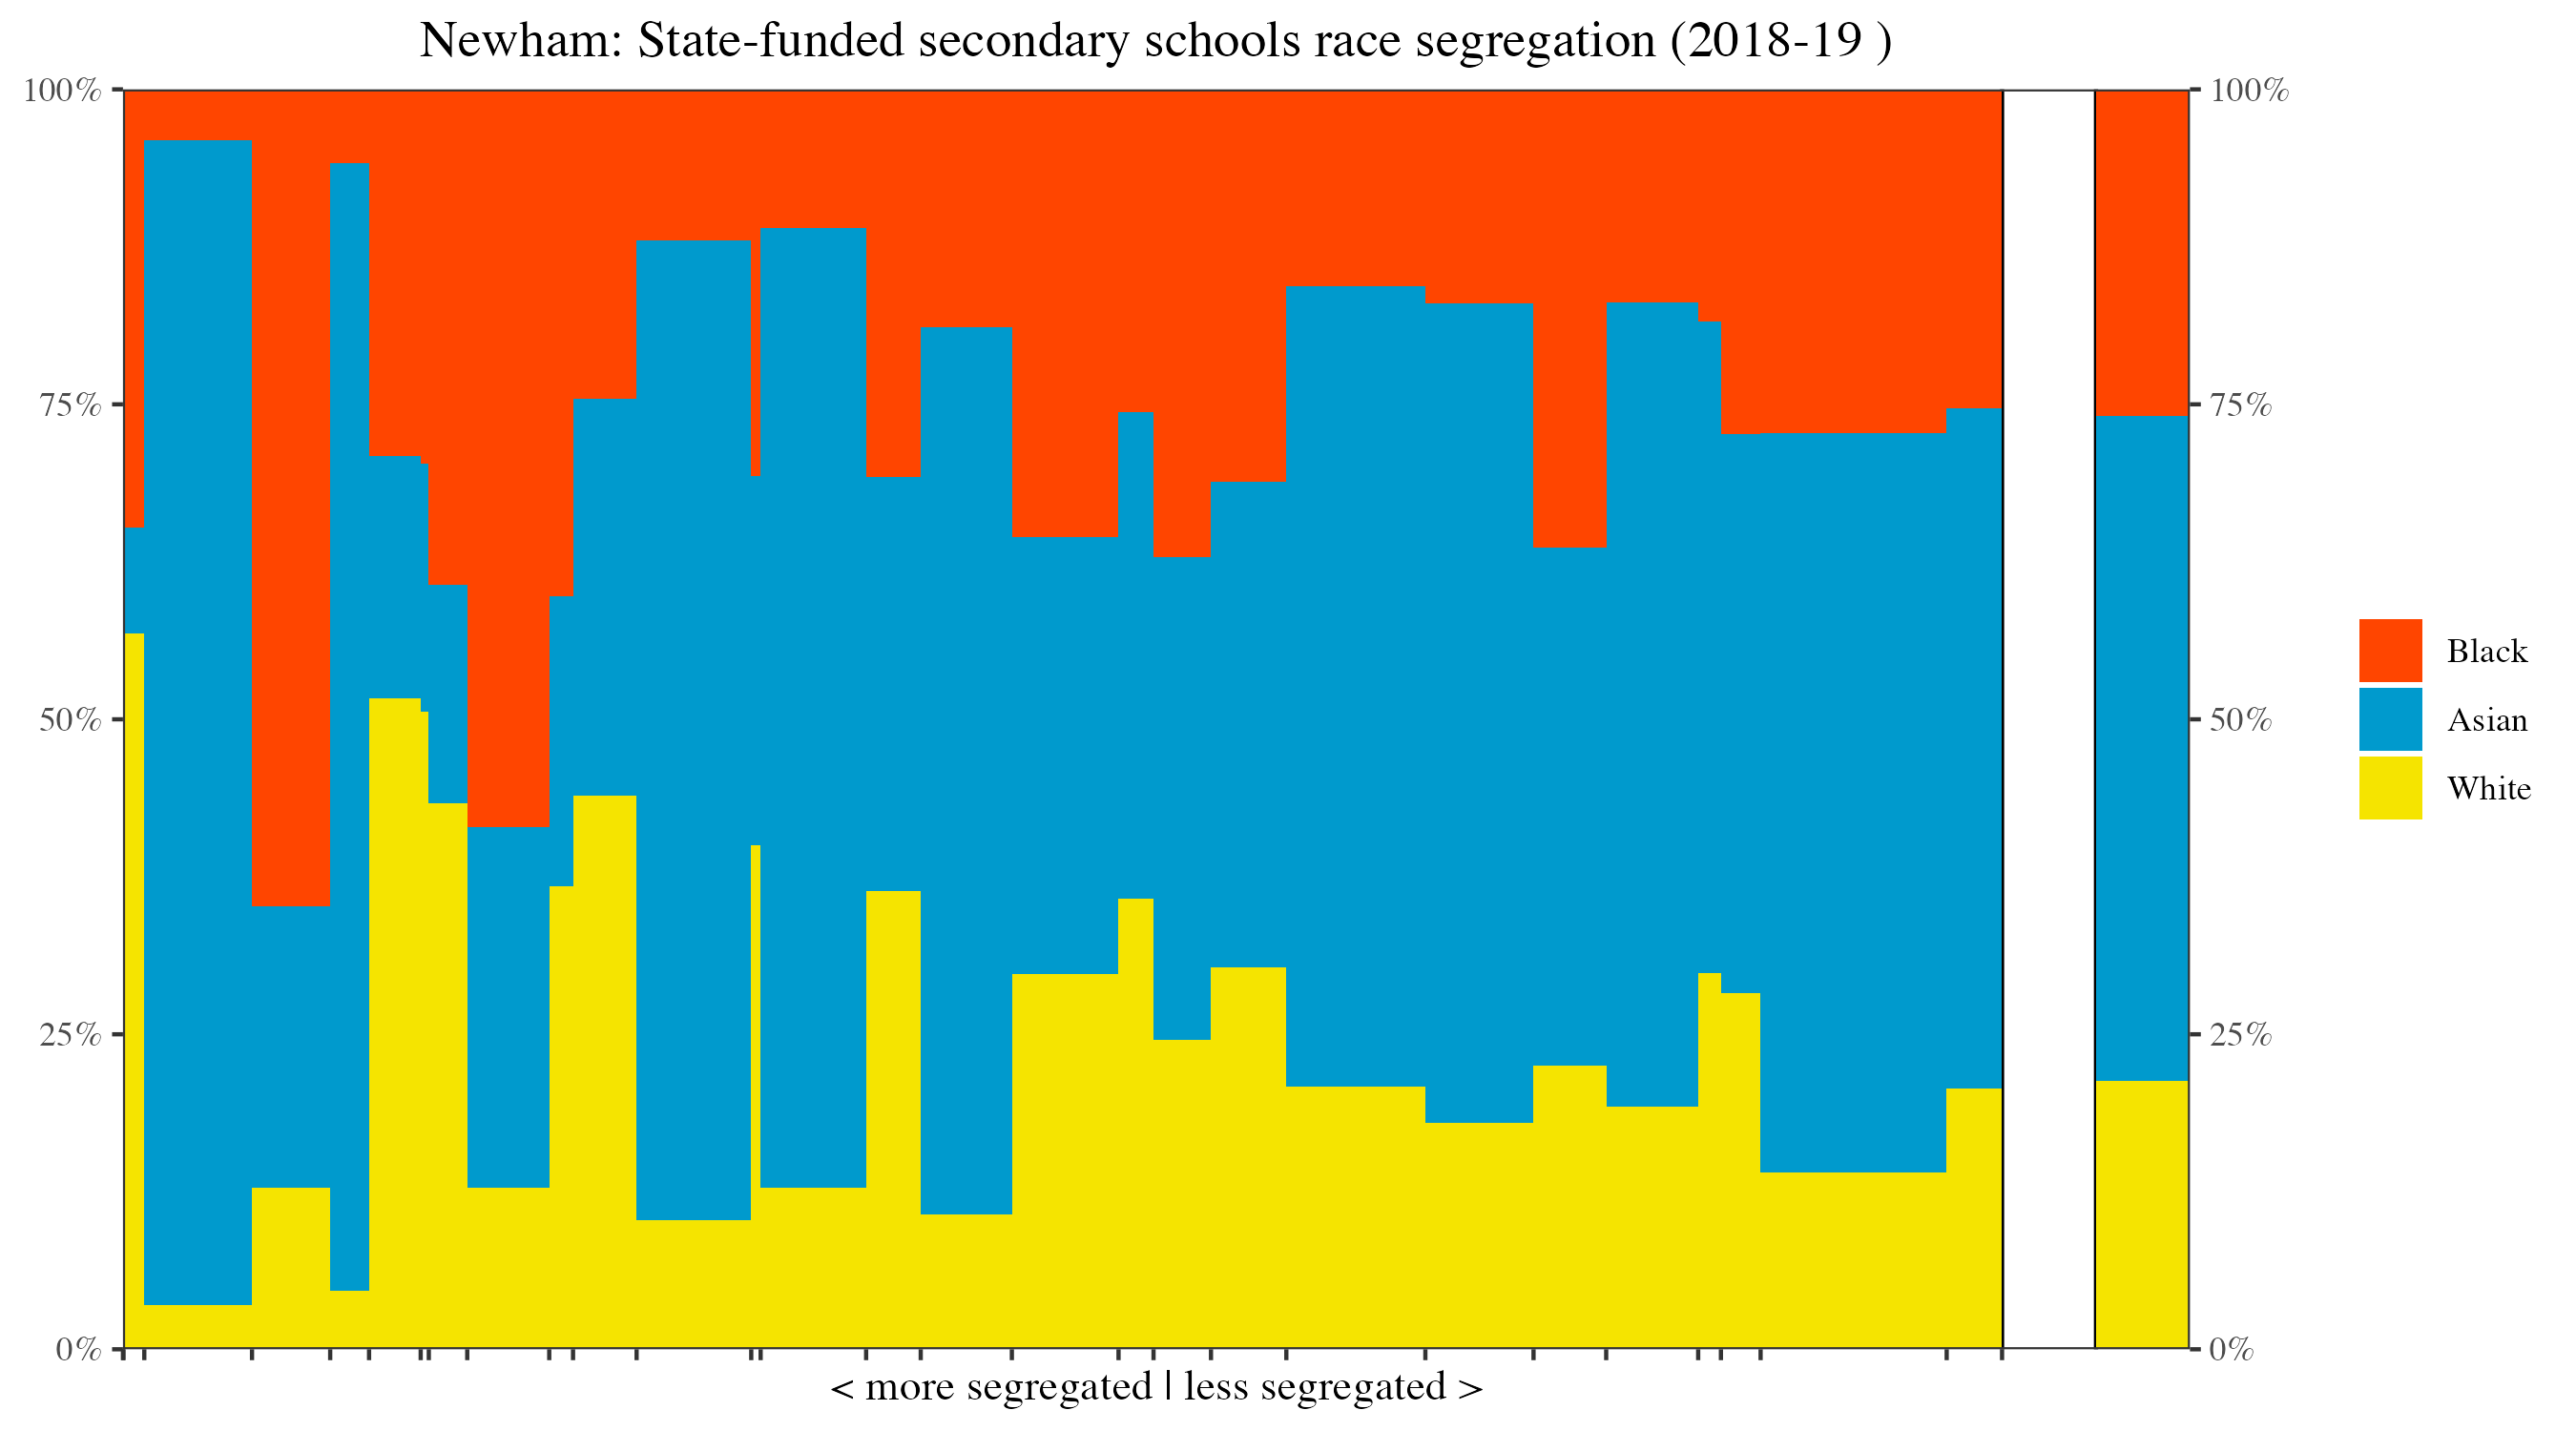 Newham: State-funded secondary schools race segregation (2018-19 )
100%
75%
50%
25%
0%
100%
75%
50%
25%
0%
Black
Asian
White
< more segregated | less segregated >